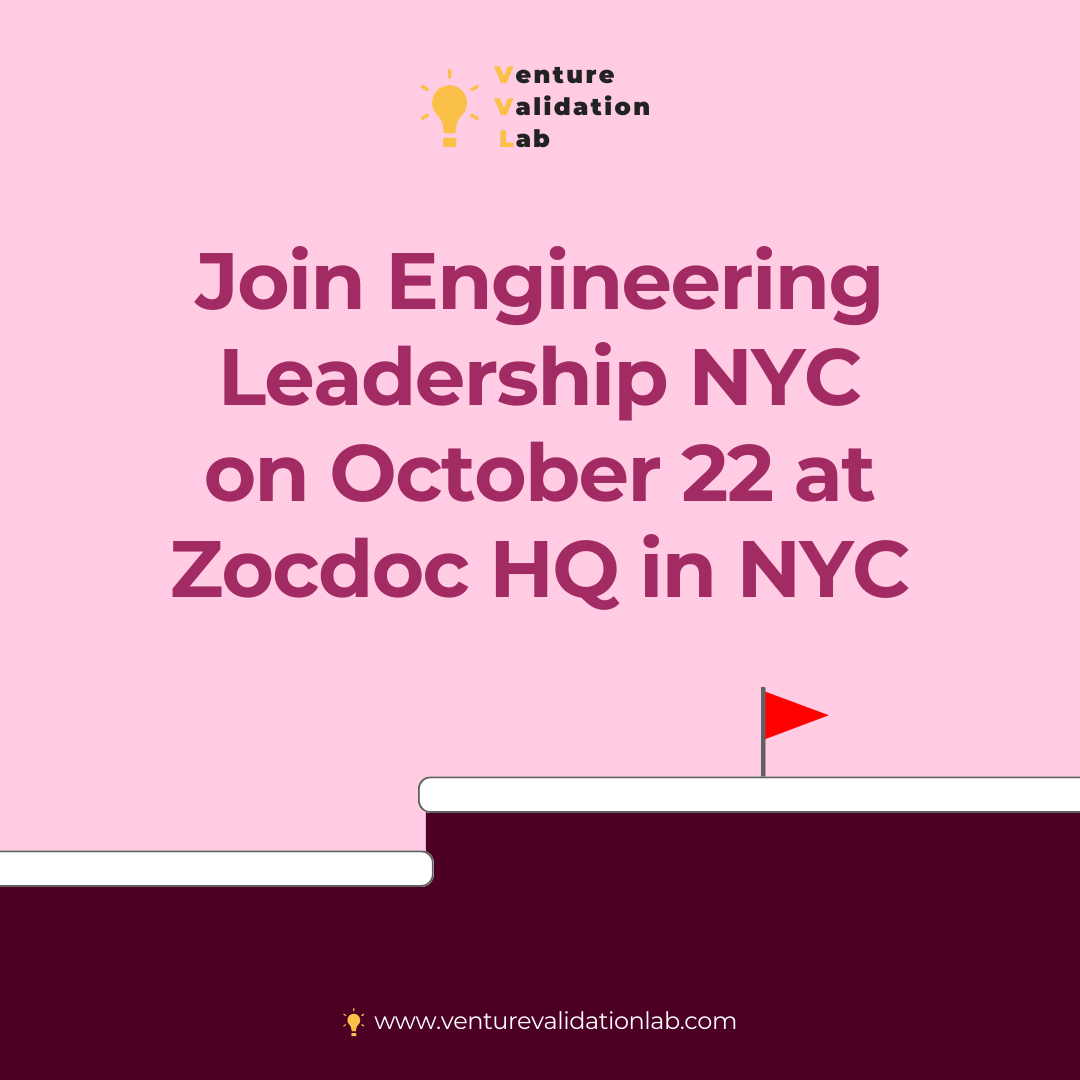 Venture
Validation
Lab
Join Engineering
Leadership NYC
on October 22 at
Zocdoc HQ in NYC
www.venturevalidationlab.com